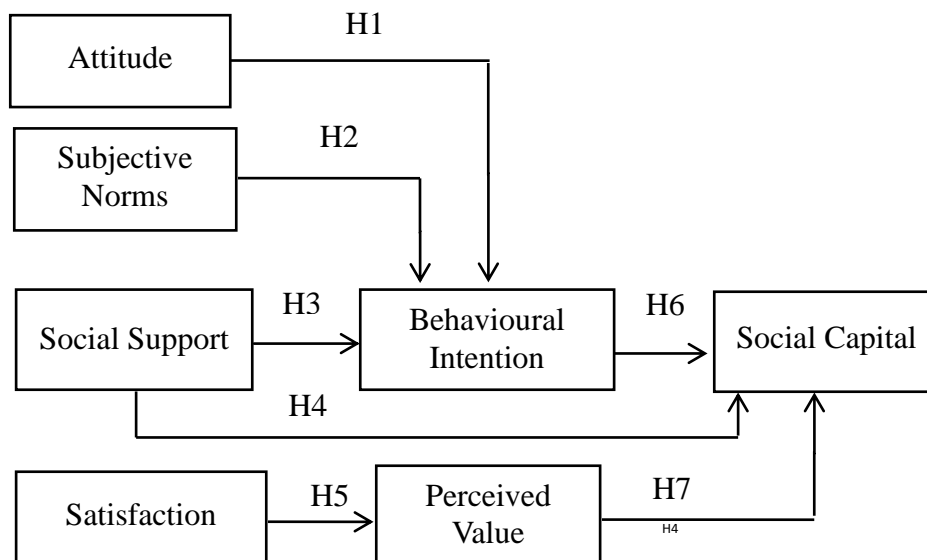 H1
Attitude
H2
Subjective
Norms
H3
H6
Social Support
Behavioural
Intention
Social Capital
H4
H5
H7
Satisfaction
Perceived
Value
H4